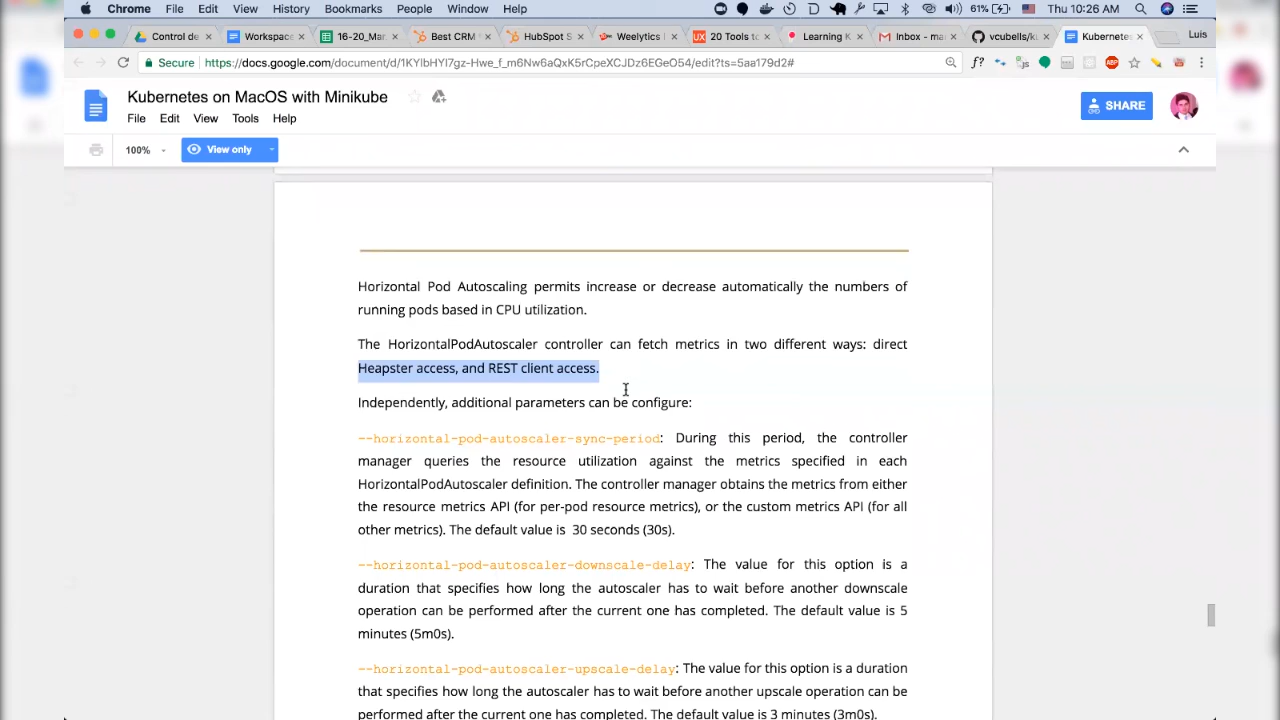 Chrome File Edit View History Bookmarks People Window Help 61% Thu 10:26 AM
Control de Workspace 16-20_Mar Best CRM HubSpot S Weelytics UX 20 Tools to Learning K Inbox - ma vcubells/ku Kubernete Luis
Secure https://docs.google.com/document/d/1KYlbHYl7gz-Hwe_f_m6Nw6aQxK5rCpeXCJDz6EGeO54/edit?ts=5aa179d2# f? ABP
Kubernetes on MacOS with Minikube
SHARE
File Edit View Tools Help
100% View only
Horizontal Pod Autoscaling permits increase or decrease automatically the numbers of
running pods based in CPU utilization.
The HorizontalPodAutoscaler controller can fetch metrics in two different ways: direct
Heapster access, and REST client access.
Independently, additional parameters can be configure:
--horizontal-pod-autoscaler-sync-period: During this period, the controller
manager queries the resource utilization against the metrics specified in each
HorizontalPodAutoscaler definition. The controller manager obtains the metrics from either
the resource metrics API (for per-pod resource metrics), or the custom metrics API (for all
other metrics). The default value is 30 seconds (30s).
--horizontal-pod-autoscaler-downscale-delay: The value for this option is a
duration that specifies how long the autoscaler has to wait before another downscale
operation can be performed after the current one has completed. The default value is 5
minutes (5m0s).
--horizontal-pod-autoscaler-upscale-delay: The value for this option is a duration
that specifies how long the autoscaler has to wait before another upscale operation can be
performed after the current one has completed. The default value is 3 minutes (3m0s).